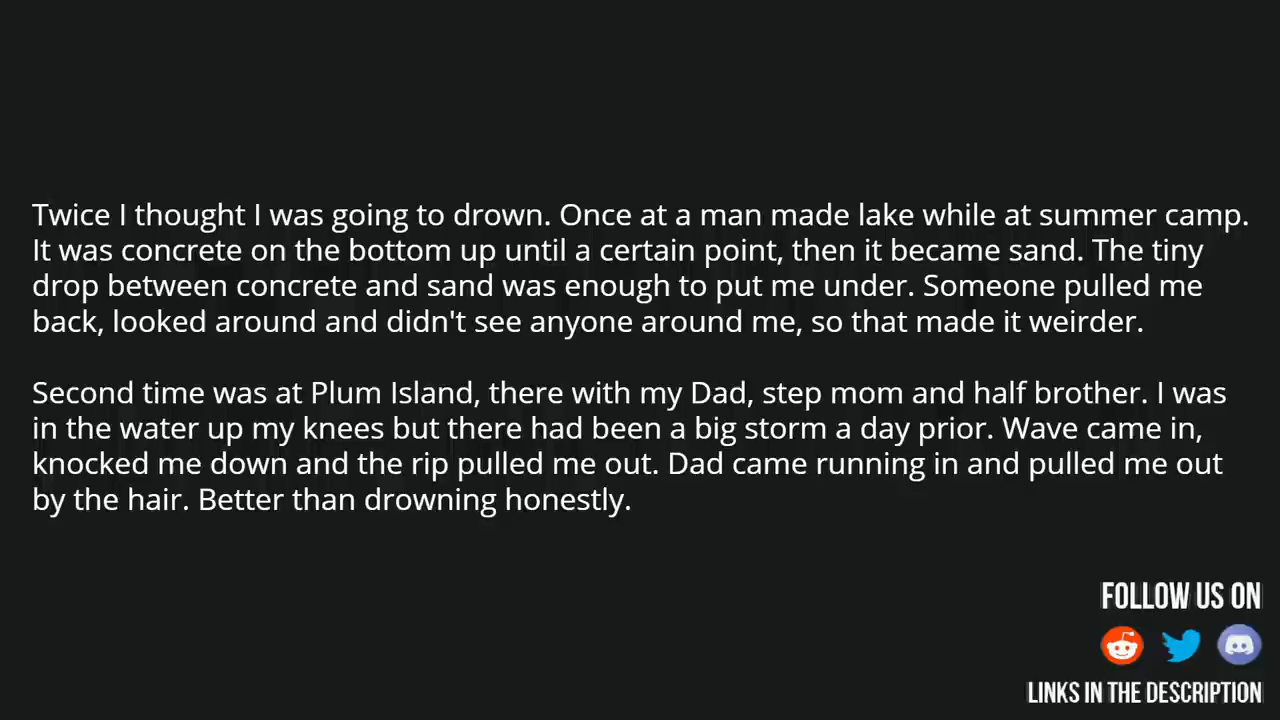 Twice I thought I was going to drown. Once at a man made lake while at summer camp.
It was concrete on the bottom up until a certain point, then it became sand. The tiny
drop between concrete and sand was enough to put me under. Someone pulled me
back, looked around and didn't see anyone around me, so that made it weirder.
Second time was at Plum Island, there with my Dad, step mom and half brother. I was
in the water up my knees but there had been a big storm a day prior. Wave came in,
knocked me down and the rip pulled me out. Dad came running in and pulled me out
by the hair. Better than drowning honestly.
FOLLOW US ON
LINKS IN THE DESCRIPTION